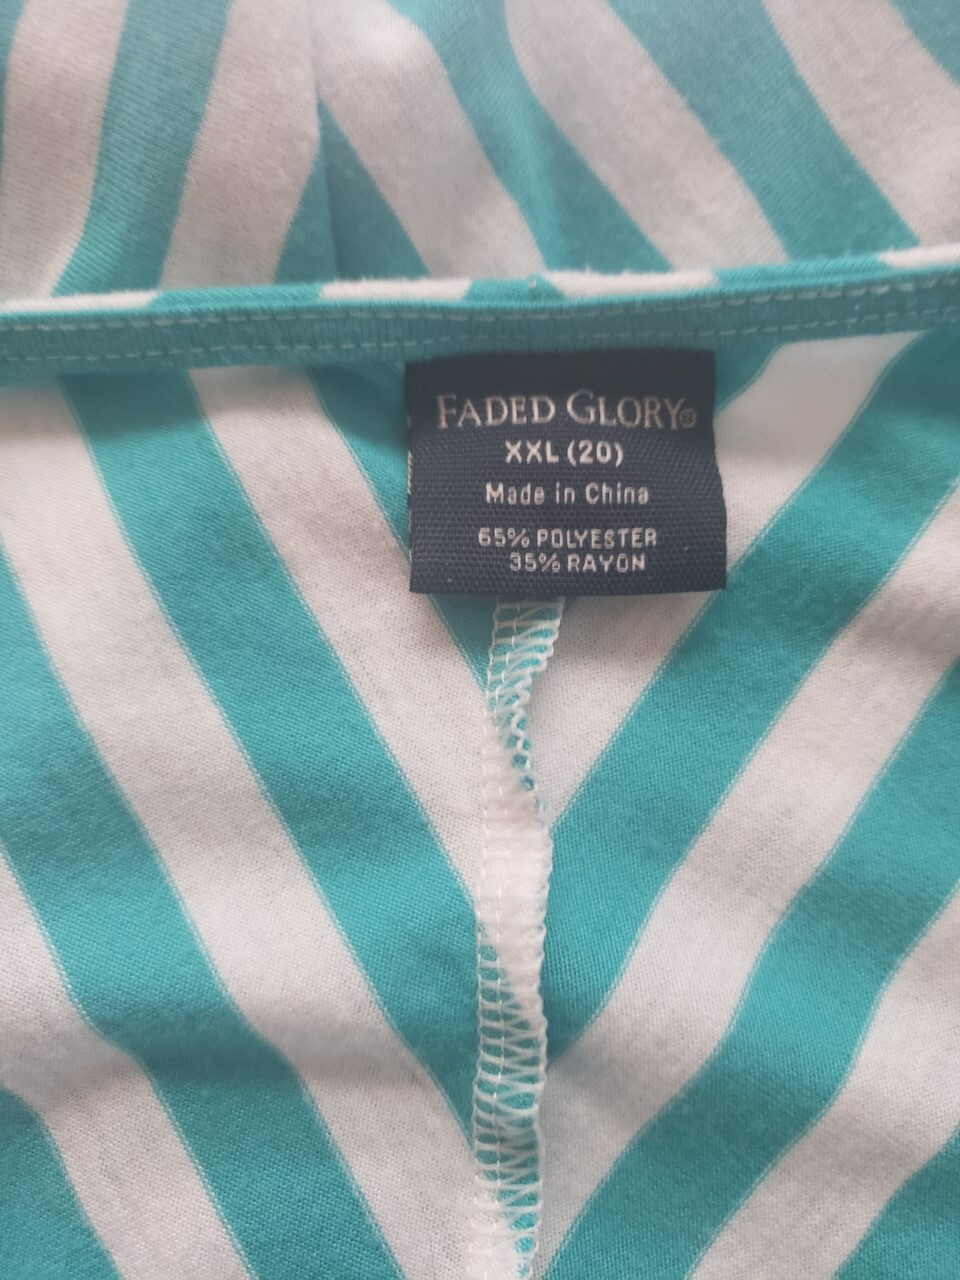 FADED GLORY®
XXL (20)
Made in China
65% POLYESTER
35% RAYON